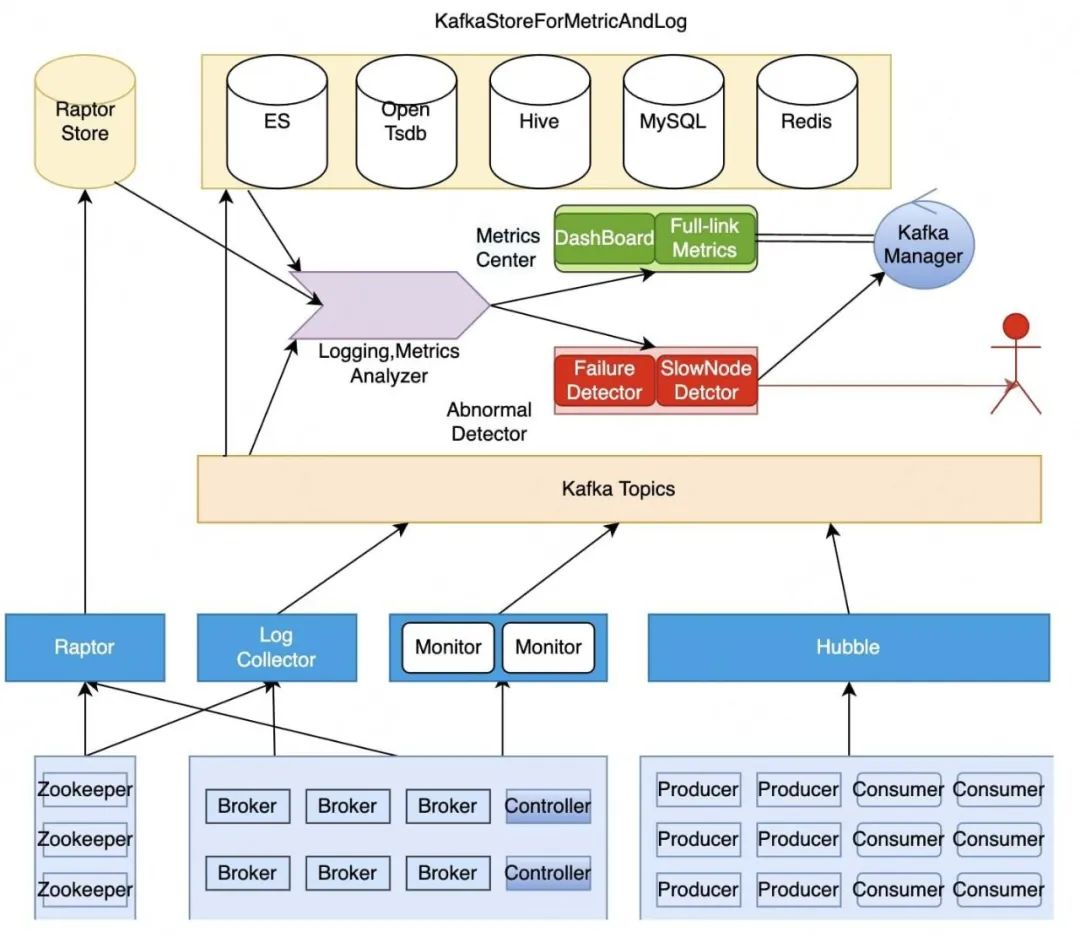 KafkaStoreForMetricAndLog
Raptor
Store
ES
Open
Tsdb
Hive
MySQL
Redis
Metrics
Center
DashBoard
Full-link
Metrics
Kafka
Manager
Logging,Metrics
Analyzer
Failure
Detector
SlowNode
Detctor
Abnormal
Detector
Kafka Topics
Raptor
Log
Collector
Monitor
Monitor
Hubble
Zookeeper
Zookeeper
Zookeeper
Broker
Broker
Broker
Controller
Broker
Broker
Broker
Controller
Producer
Producer
Consumer
Consumer
Producer
Producer
Consumer
Consumer
Producer
Producer
Consumer
Consumer